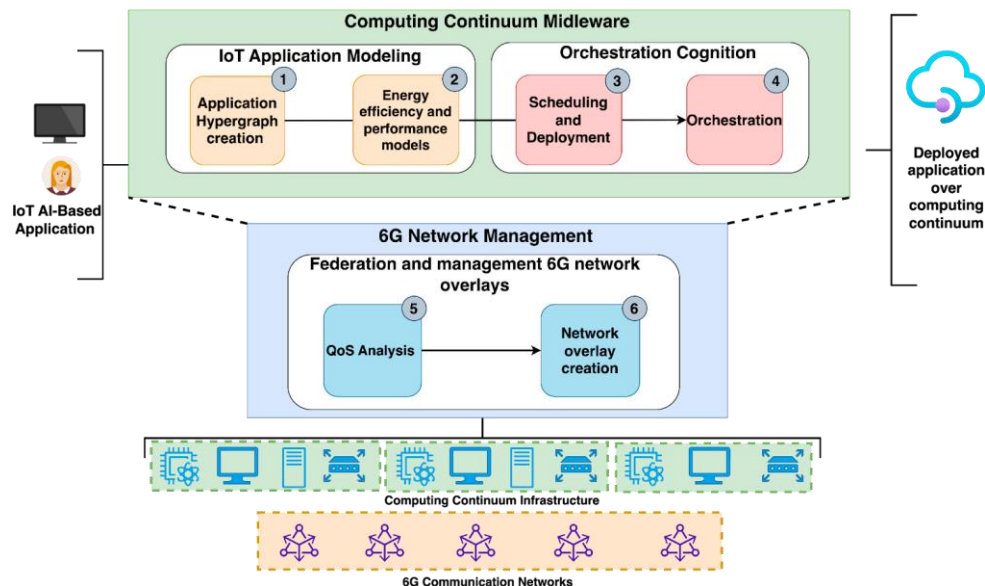 Computing Continuum Midleware
IoT Application Modeling
Orchestration Cognition
1
2
3
4
Application
Hypergraph
creation
Energy
efficiency and
performance
models
Scheduling
and
Deployment
Orchestration
IoT AI-Based
Application
Deployed
application
over
computing
continuum
6G Network Management
Federation and management 6G network
overlays
5
6
QoS Analysis
Network
overlay
creation
Computing Continuum Infrastructure
6G Communication Networks